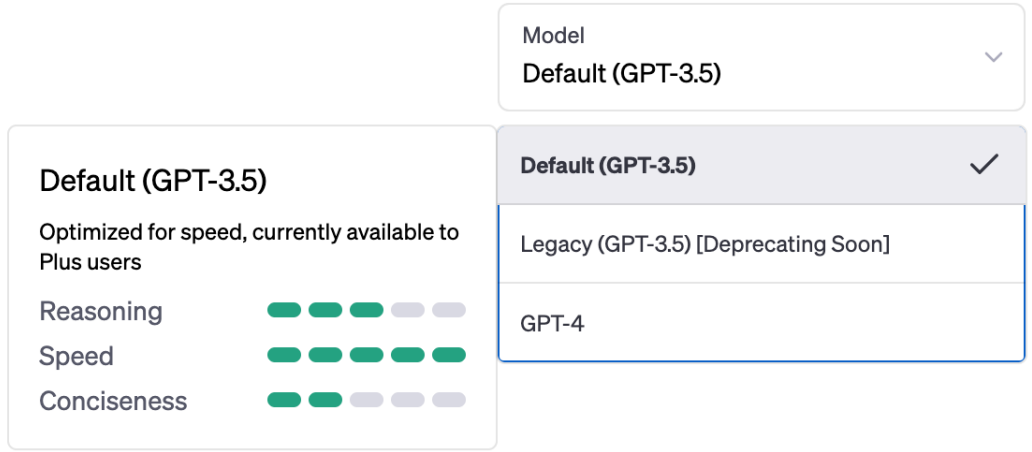 Model
Default (GPT-3.5)
Default (GPT-3.5)
Optimized for speed, currently available to
Plus users
Reasoning
Speed
Conciseness
Default (GPT-3.5)
Legacy (GPT-3.5) [Deprecating Soon]
GPT-4